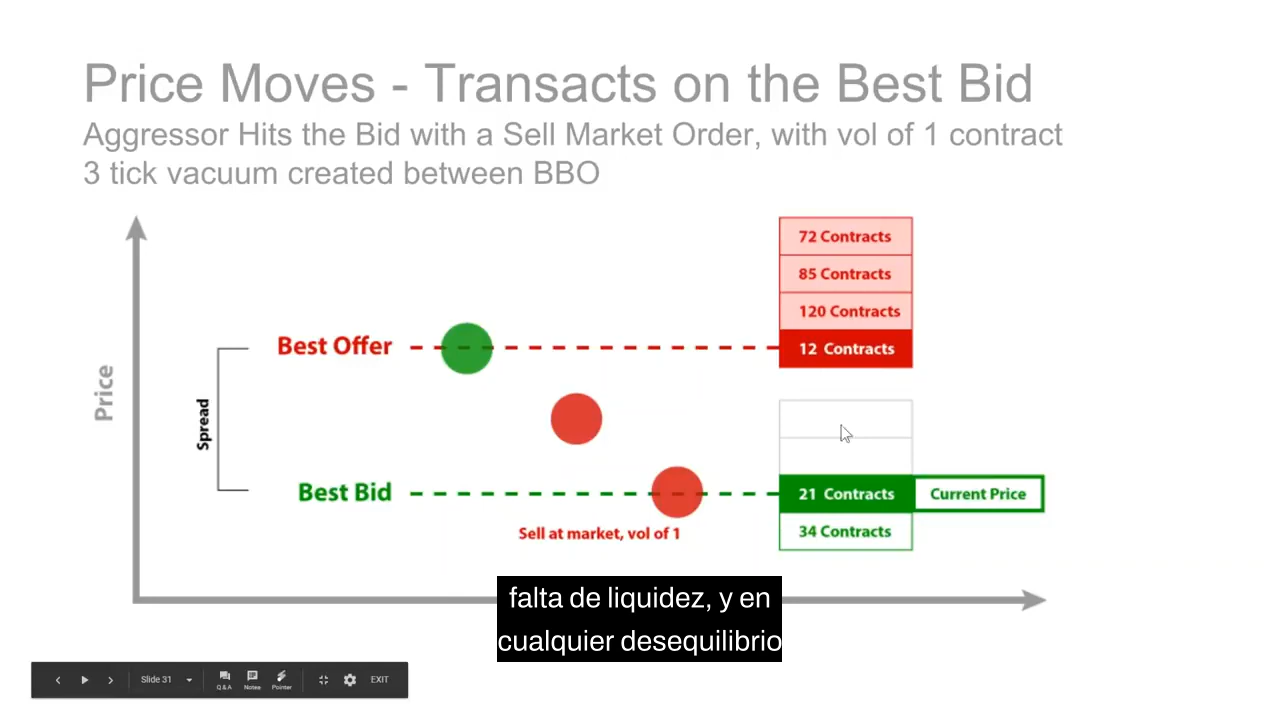 Price Moves - Transacts on the Best Bid
Aggressor Hits the Bid with a Sell Market Order, with vol of 1 contract
3 tick vacuum created between BBO
72 Contracts
85 Contracts
120 Contracts
Best Offer
12 Contracts
Price
Spread
Best Bid
21 Contracts
Current Price
Sell at market, vol of 1
34 Contracts
falta de liquidez, y en
cualquier desequilibrio
Slide 31
Q&A
Notes
Pointer
EXIT